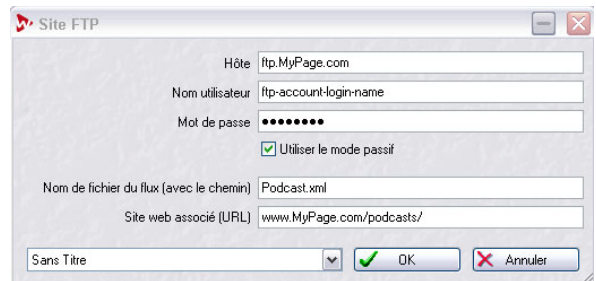 Site FTP
Hôte ftp.MyPage.com
Nom utilisateur ftp-account-login-name
Mot de passe ●●●●●●●●
Utiliser le mode passif
Nom de fichier du flux (avec le chemin) Podcast.xml
Site web associé (URL) www.MyPage.com/podcasts/
Sans Titre OK Annuler